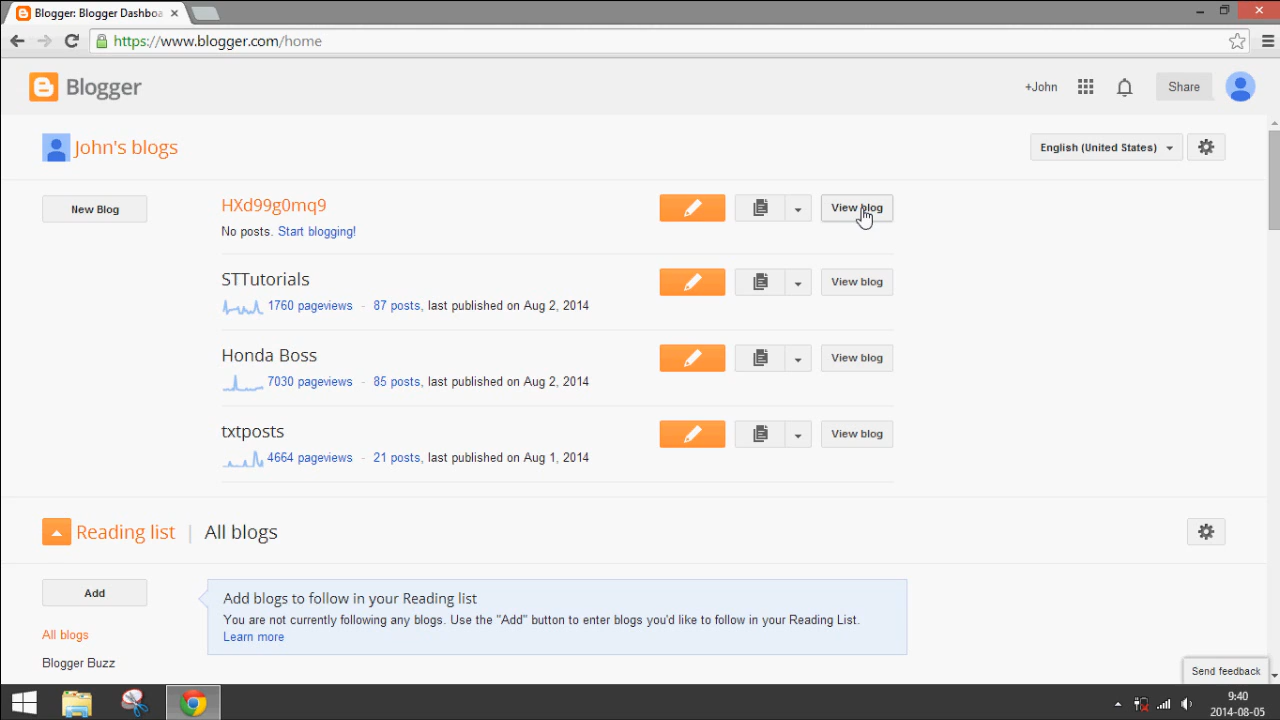 Blogger: Blogger Dashboa
https://www.blogger.com/home
Blogger
+John
Share
John's blogs
English (United States)
New Blog
HXd99g0mq9
View blog
No posts. Start blogging!
STTutorials
View blog
1760 pageviews - 87 posts, last published on Aug 2, 2014
Honda Boss
View blog
7030 pageviews - 85 posts, last published on Aug 2, 2014
txtposts
View blog
4664 pageviews - 21 posts, last published on Aug 1, 2014
Reading list | All blogs
Add
Add blogs to follow in your Reading list
You are not currently following any blogs. Use the "Add" button to enter blogs you'd like to follow in your Reading List.
Learn more
All blogs
Blogger Buzz
Send feedback
9:40
2014-08-05